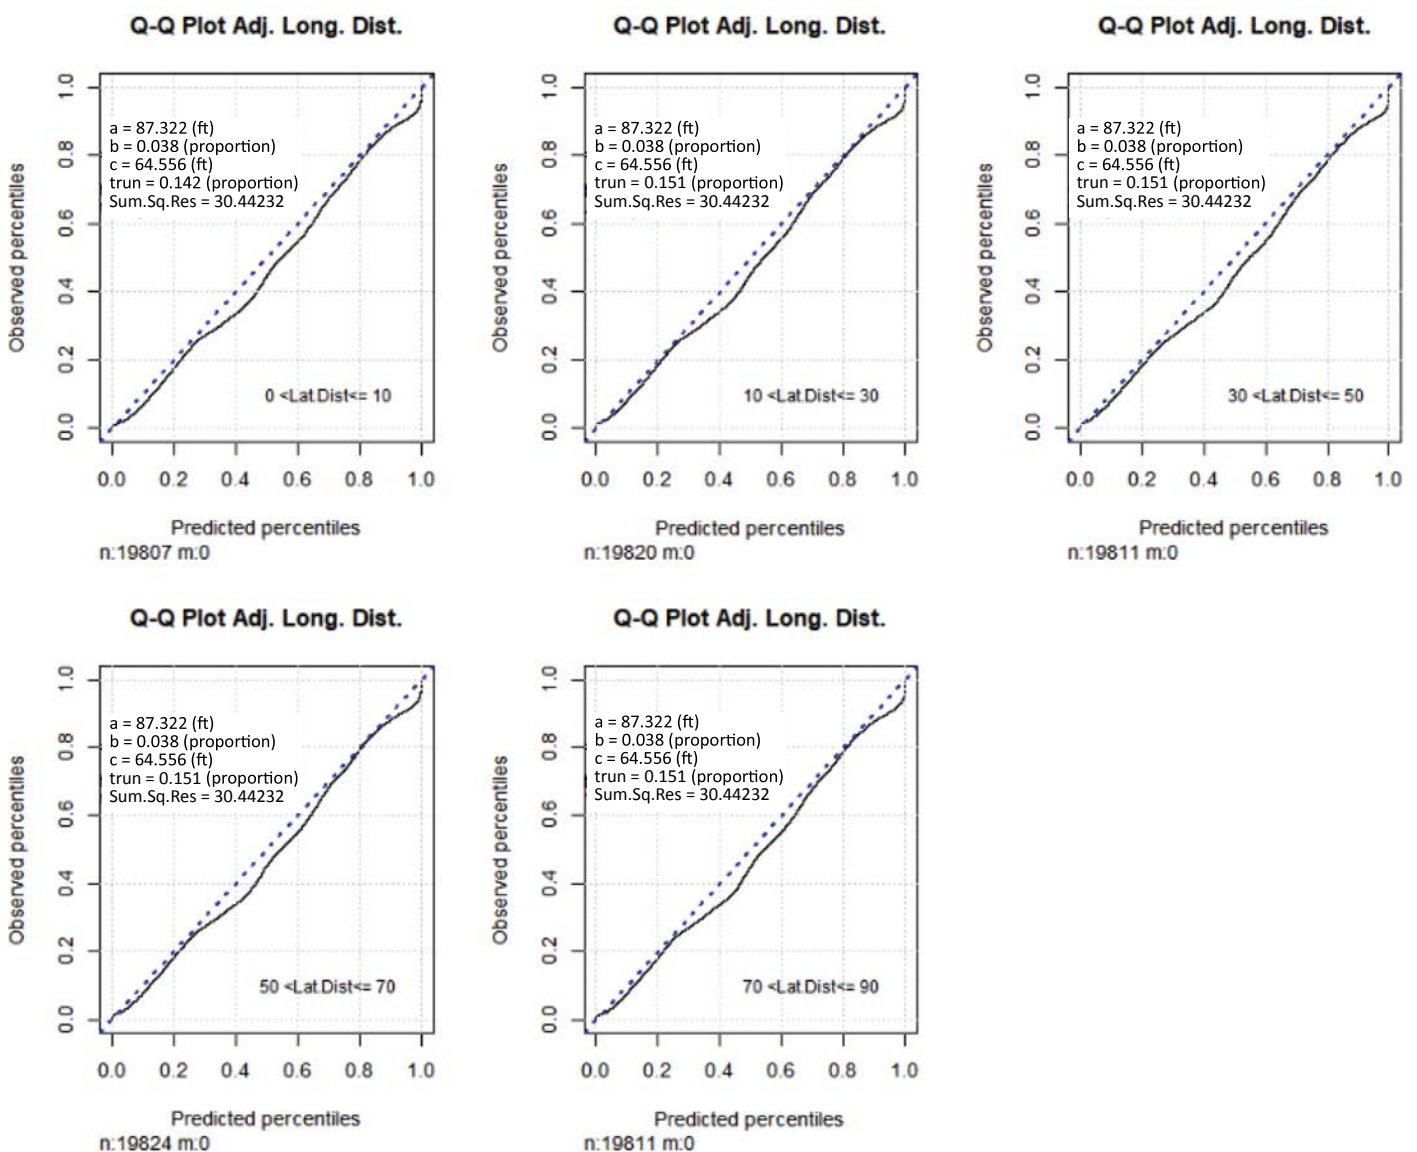 Q-Q Plot Adj. Long. Dist.
Observed percentiles
1.0
0.8
0.6
0.4
0.2
0.0
a = 87.322 (ft)
b = 0.038 (proportion)
c = 64.556 (ft)
trun = 0.142 (proportion)
Sum.Sq.Res = 30.44232
0 <Lat.Dist<= 10
0.0 0.2 0.4 0.6 0.8 1.0
Predicted percentiles
n:19807 m:0
Q-Q Plot Adj. Long. Dist.
Observed percentiles
1.0
0.8
0.6
0.4
0.2
0.0
a = 87.322 (ft)
b = 0.038 (proportion)
c = 64.556 (ft)
trun = 0.151 (proportion)
Sum.Sq.Res = 30.44232
10 <Lat.Dist<= 30
0.0 0.2 0.4 0.6 0.8 1.0
Predicted percentiles
n:19820 m:0
Q-Q Plot Adj. Long. Dist.
Observed percentiles
1.0
0.8
0.6
0.4
0.2
0.0
a = 87.322 (ft)
b = 0.038 (proportion)
c = 64.556 (ft)
trun = 0.151 (proportion)
Sum.Sq.Res = 30.44232
30 <Lat.Dist<= 50
0.0 0.2 0.4 0.6 0.8 1.0
Predicted percentiles
n:19811 m:0
Q-Q Plot Adj. Long. Dist.
Observed percentiles
1.0
0.8
0.6
0.4
0.2
0.0
a = 87.322 (ft)
b = 0.038 (proportion)
c = 64.556 (ft)
trun = 0.151 (proportion)
Sum.Sq.Res = 30.44232
50 <Lat.Dist<= 70
0.0 0.2 0.4 0.6 0.8 1.0
Predicted percentiles
n:19824 m:0
Q-Q Plot Adj. Long. Dist.
Observed percentiles
1.0
0.8
0.6
0.4
0.2
0.0
a = 87.322 (ft)
b = 0.038 (proportion)
c = 64.556 (ft)
trun = 0.151 (proportion)
Sum.Sq.Res = 30.44232
70 <Lat.Dist<= 90
0.0 0.2 0.4 0.6 0.8 1.0
Predicted percentiles
n:19811 m:0